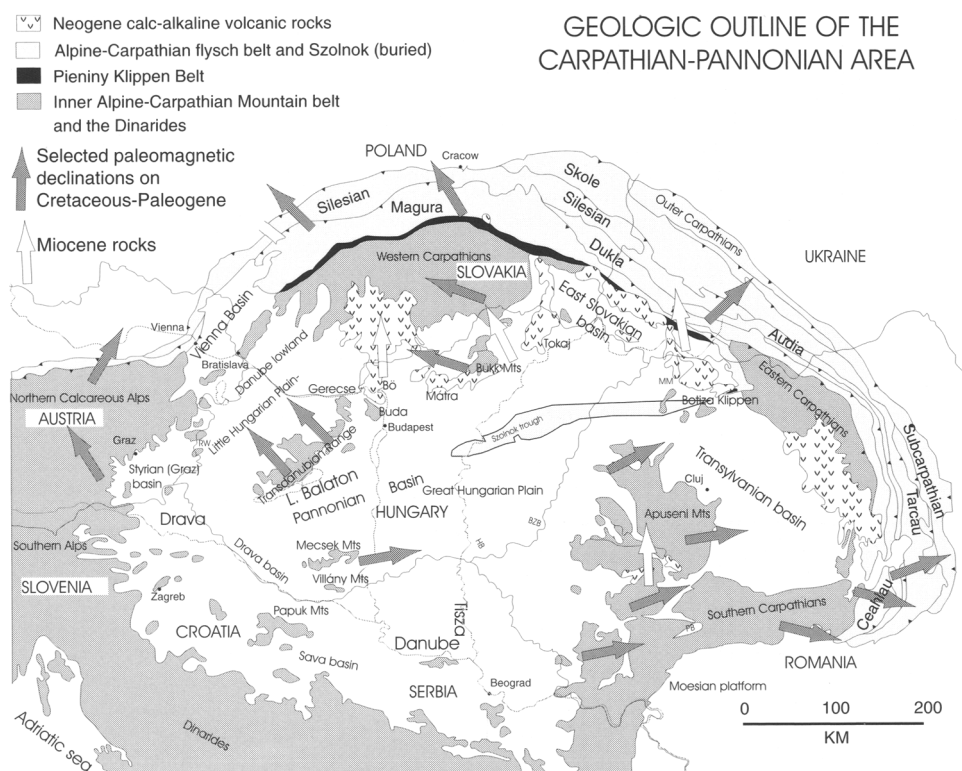 Neogene calc-alkaline volcanic rocks
Alpine-Carpathian flysch belt and Szolnok (buried)
Pieniny Klippen Belt
Inner Alpine-Carpathian Mountain belt
and the Dinarides
Selected paleomagnetic
declinations on
Cretaceous-Paleogene
Miocene rocks
GEOLOGIC OUTLINE OF THE
CARPATHIAN-PANNONIAN AREA
POLAND
Cracow
Skole
Silesian
Silesian
Magura
Outer Carpathians
Dukla
UKRAINE
Western Carpathians
SLOVAKIA
East Slovakian
basin
Vienna
Vienna Basin
Bratislava
Danube lowland
Tokaj
Audia
Bükk Mts
Mátra
Gerecse
Bö
Buda
Budapest
MM
Botiza Klippen
Eastern Carpathians
Northern Calcareous Alps
AUSTRIA
Little Hungarian Plain-
Graz
RW
Styrian (Graz)
basin
Transdanubian Range
Szolnok trough
L. Balaton
Pannonian
Basin
Great Hungarian Plain
HUNGARY
Transylvanian basin
Cluj
Subcarpathian
Tarcau
Apuseni Mts
BZB
HB
Drava
Southern Alps
Drava basin
Mecsek Mts
Villány Mts
SLOVENIA
Zagreb
Papuk Mts
CROATIA
Tisza
Danube
Southern Carpathians
PB
Ceahlau
Sava basin
ROMANIA
SERBIA
Beograd
Moesian platform
Adriatic sea
Dinarides
0
100
200
KM